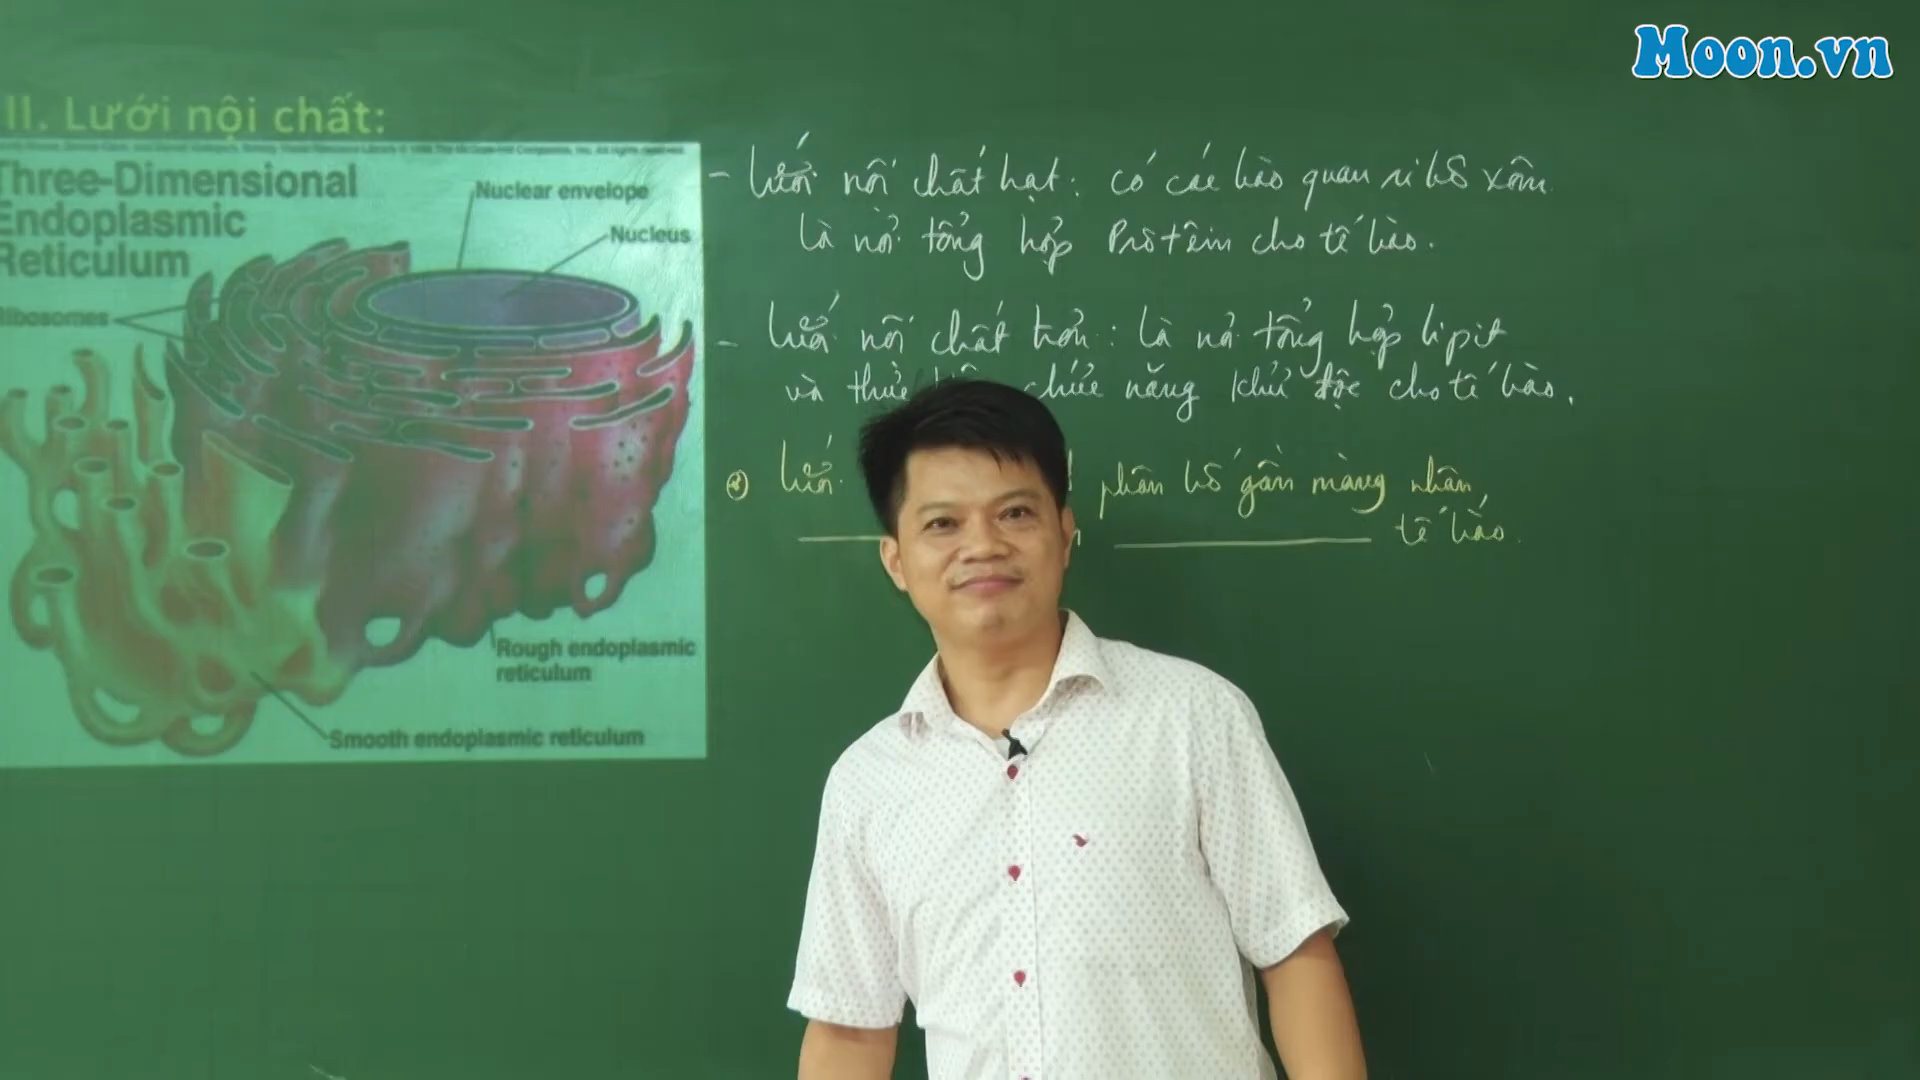 Moon.vn
II. Lưới nội chất:
Three-Dimensional
Endoplasmic
Reticulum
Nuclear envelope
Nucleus
Ribosomes
Rough endoplasmic
reticulum
Smooth endoplasmic reticulum
- lưới nội chất hạt: có các bào quan ri bô xôm
là nơi tổng hợp Prôtêin cho tế bào.
- lưới nội chất trơn: là nơi tổng hợp lipit
và chức năng khử độc cho tế bào.
lưới phân bố gần màng nhân
tế bào.